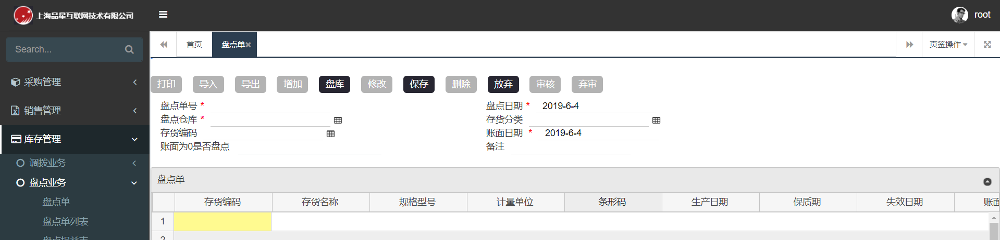 上海品星互联网技术有限公司
root
Search...
首页
盘点单
页签操作
采购管理
销售管理
库存管理
调拨业务
盘点业务
盘点单
盘点单列表
盘点损益表
打印 导入 导出 增加 盘库 修改 保存 删除 放弃 审核 弃审
盘点单号 *
盘点日期 * 2019-6-4
盘点仓库 *
存货分类
存货编码
账面日期 * 2019-6-4
账面为0是否盘点
备注
盘点单
存货编码 存货名称 规格型号 计量单位 条形码 生产日期 保质期 失效日期 账面
1
2